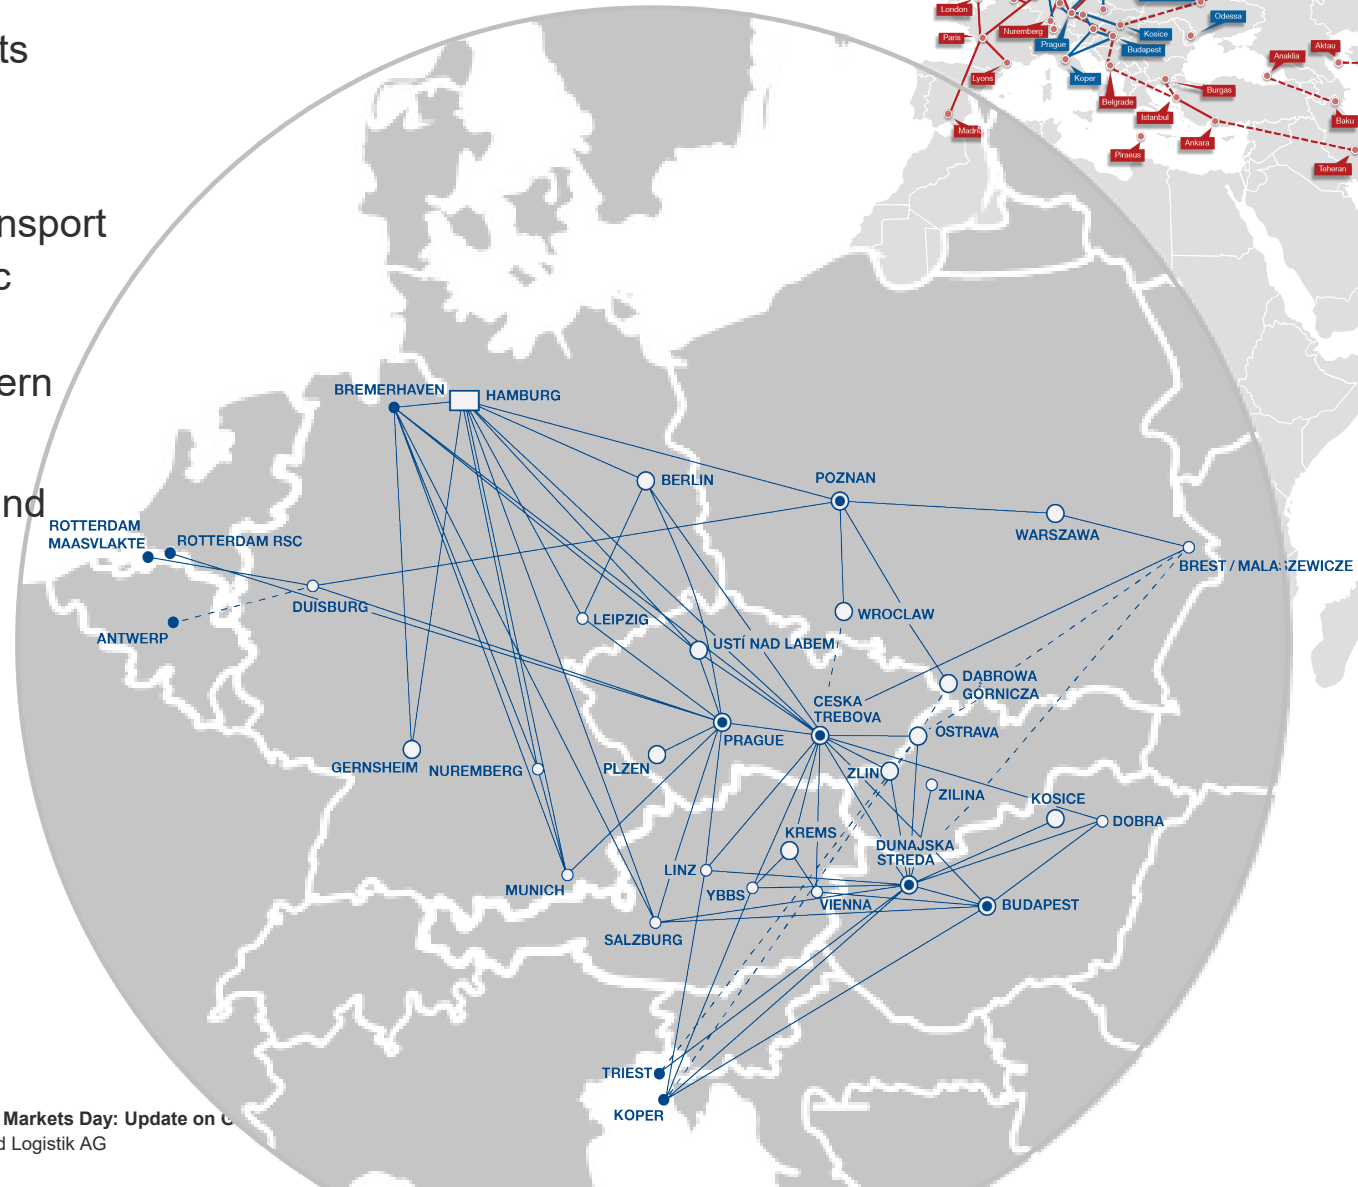 ts
nsport
c
ern
nd
London
Paris
Nuremberg
Prague
Lyons
Koper
Kosice
Budapest
Odessa
Belgrade
Burgas
Istanbul
Ankara
Piraeus
Anaklia
Aktau
Baku
Teheran
Madrid
BREMERHAVEN
HAMBURG
BERLIN
POZNAN
WARSZAWA
BREST / MALASZEWICZE
ROTTERDAM
MAASVLAKTE
ROTTERDAM RSC
DUISBURG
ANTWERP
LEIPZIG
WROCLAW
USTÍ NAD LABEM
DABROWA
GÓRNICZA
CESKA
TREBOVA
OSTRAVA
PRAGUE
PLZEN
GERNSHEIM
NUREMBERG
ZLIN
ZILINA
KOSICE
DOBRA
KREMS
DUNAJSKA
STREDA
LINZ
YBBS
VIENNA
BUDAPEST
MUNICH
SALZBURG
TRIEST
KOPER
Markets Day: Update on G
d Logistik AG